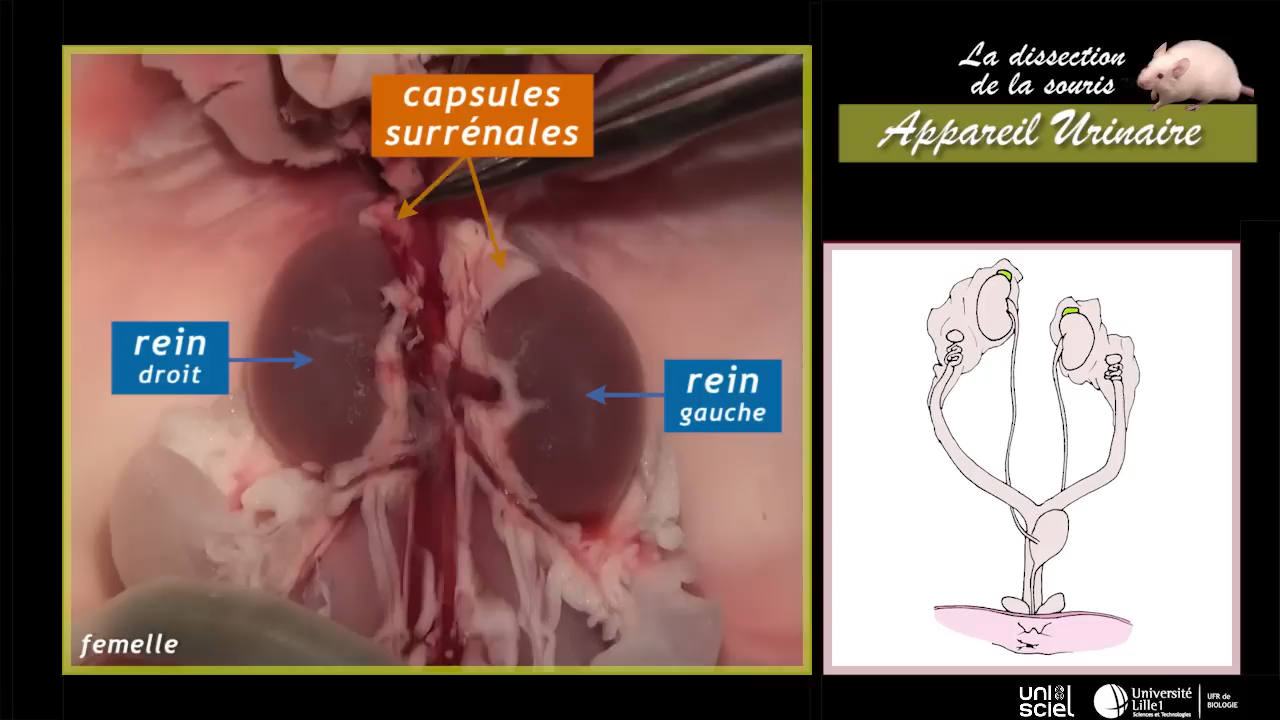 capsules
surrénales
rein
droit
rein
gauche
femelle
La dissection
de la souris
Appareil Urinaire
uni
sciel
Université
Lille1
Sciences et Technologies
UFR de
BIOLOGIE